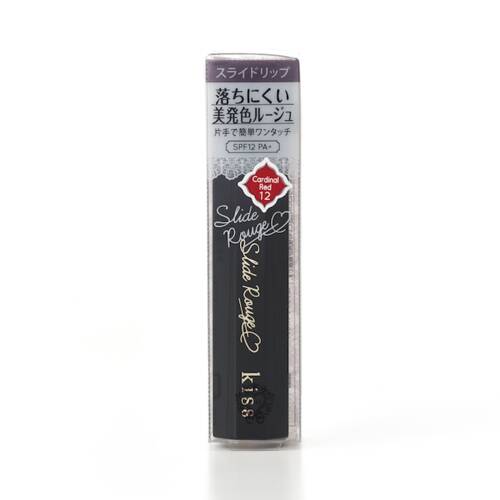 スライドリップ
落ちにくい
美発色ルージュ
片手で簡単ワンタッチ
SPF12 PA+
Cardinal
Red
12
Slide
Rouge
Slide Rouge
kiss